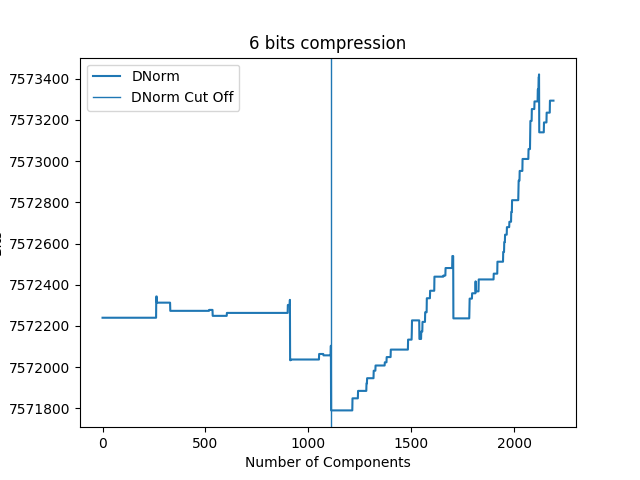 6 bits compression
DNorm
DNorm Cut Off
7573400
7573200
7573000
7572800
7572600
7572400
7572200
7572000
7571800
0 500 1000 1500 2000
Number of Components